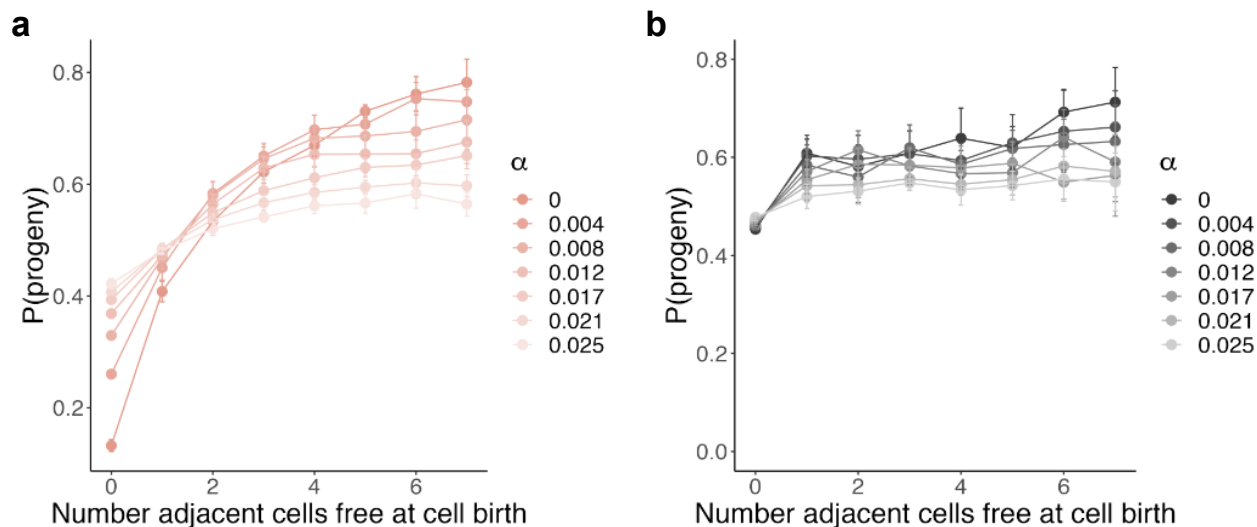 a
0.8
0.6
0.4
0.2
P(progeny)
0 2 4 6
Number adjacent cells free at cell birth
α
0
0.004
0.008
0.012
0.017
0.021
0.025
b
0.8
0.6
0.4
0.2
0.0
P(progeny)
0 2 4 6
Number adjacent cells free at cell birth
α
0
0.004
0.008
0.012
0.017
0.021
0.025